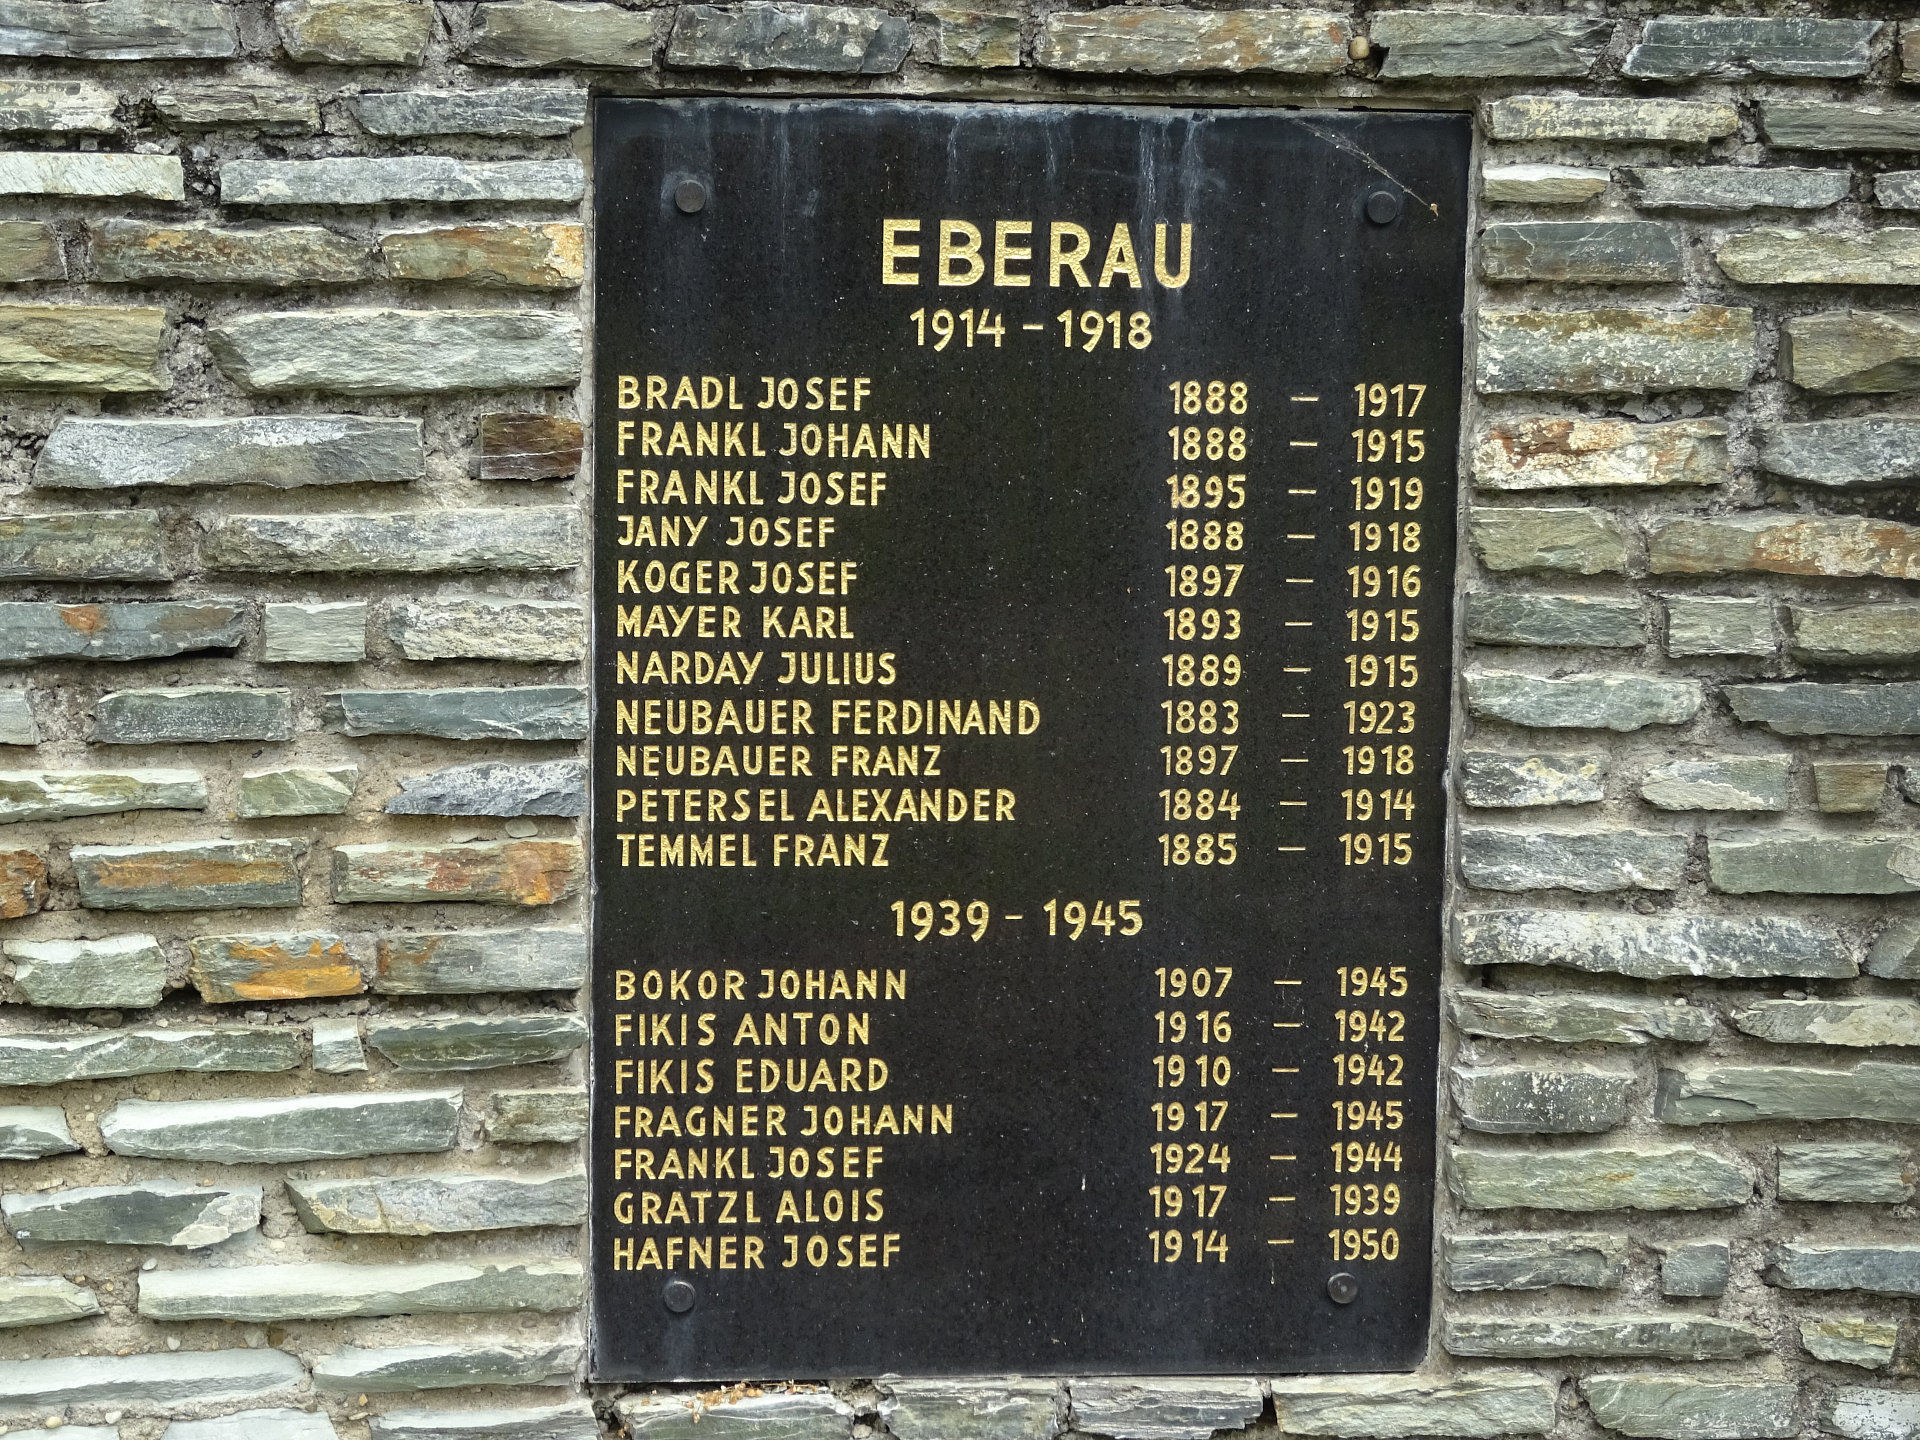 EBERAU
1914 - 1918
BRADL JOSEF 1888 - 1917
FRANKL JOHANN 1888 - 1915
FRANKL JOSEF 1895 - 1919
JANY JOSEF 1888 - 1918
KOGER JOSEF 1897 - 1916
MAYER KARL 1893 - 1915
NARDAY JULIUS 1889 - 1915
NEUBAUER FERDINAND 1883 - 1923
NEUBAUER FRANZ 1897 - 1918
PETERSEL ALEXANDER 1884 - 1914
TEMMEL FRANZ 1885 - 1915
1939 - 1945
BOKOR JOHANN 1907 - 1945
FIKIS ANTON 1916 - 1942
FIKIS EDUARD 1910 - 1942
FRAGNER JOHANN 1917 - 1945
FRANKL JOSEF 1924 - 1944
GRATZL ALOIS 1917 - 1939
HAFNER JOSEF 1914 - 1950